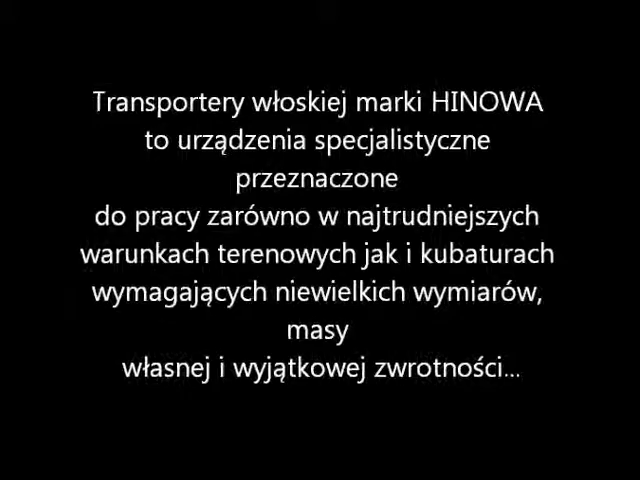 Transportery włoskiej marki HINOWA
to urządzenia specjalistyczne
przeznaczone
do pracy zarówno w najtrudniejszych
warunkach terenowych jak i kubaturach
wymagających niewielkich wymiarów,
masy
własnej i wyjątkowej zwrotności...